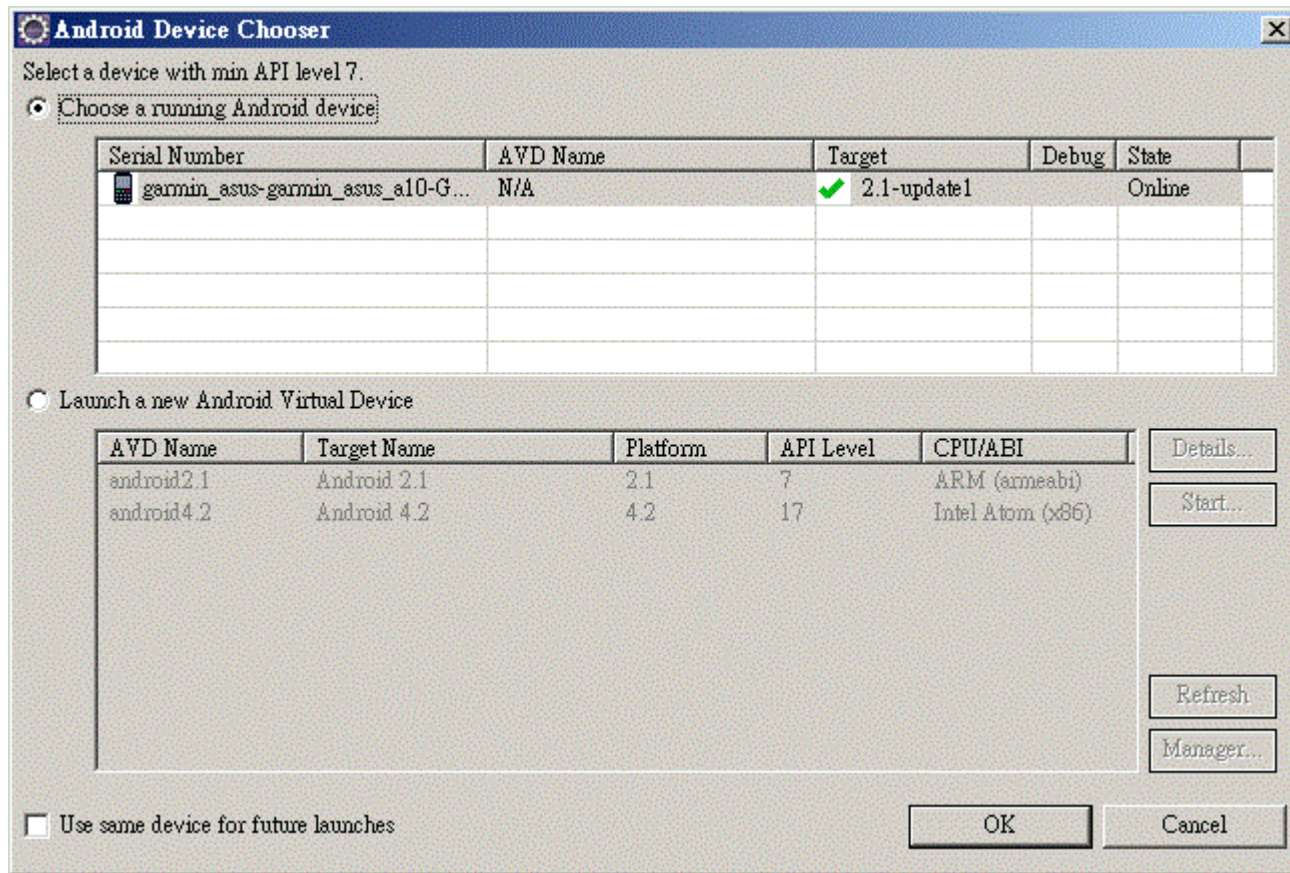 Android Device Chooser
Select a device with min API level 7.
Choose a running Android device
Serial Number AVD Name Target Debug State
garmin_asus-garmin_asus_a10-G... N/A 2.1-update1 Online
Launch a new Android Virtual Device
AVD Name Target Name Platform API Level CPU/ABI Details...
android2.1 Android 2.1 2.1 7 ARM (armeabi)
android4.2 Android 4.2 4.2 17 Intel Atom (x86) Start...
Refresh
Manager...
Use same device for future launches OK Cancel